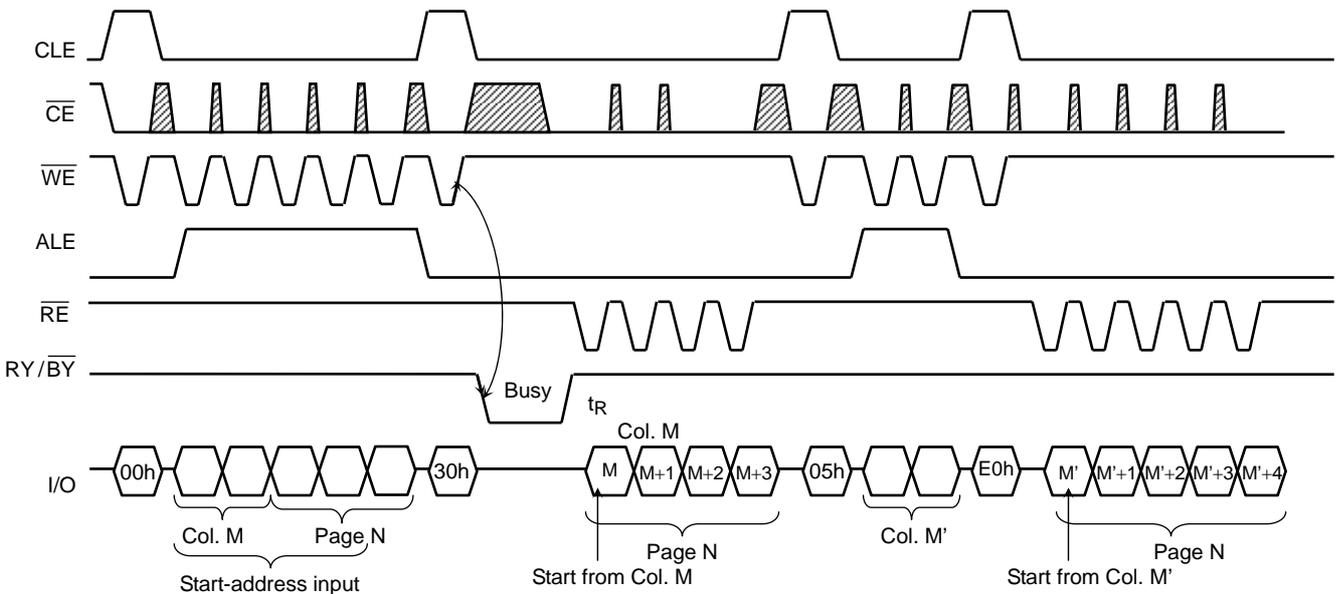 CLE
CE
WE
ALE
RE
RY/BY
Busy
tR
Col. M
I/O
00h
30h
M
M+1
M+2
M+3
05h
E0h
M'
M'+1
M'+2
M'+3
M'+4
Col. M
Page N
Start-address input
Page N
Start from Col. M
Col. M’
Page N
Start from Col. M’